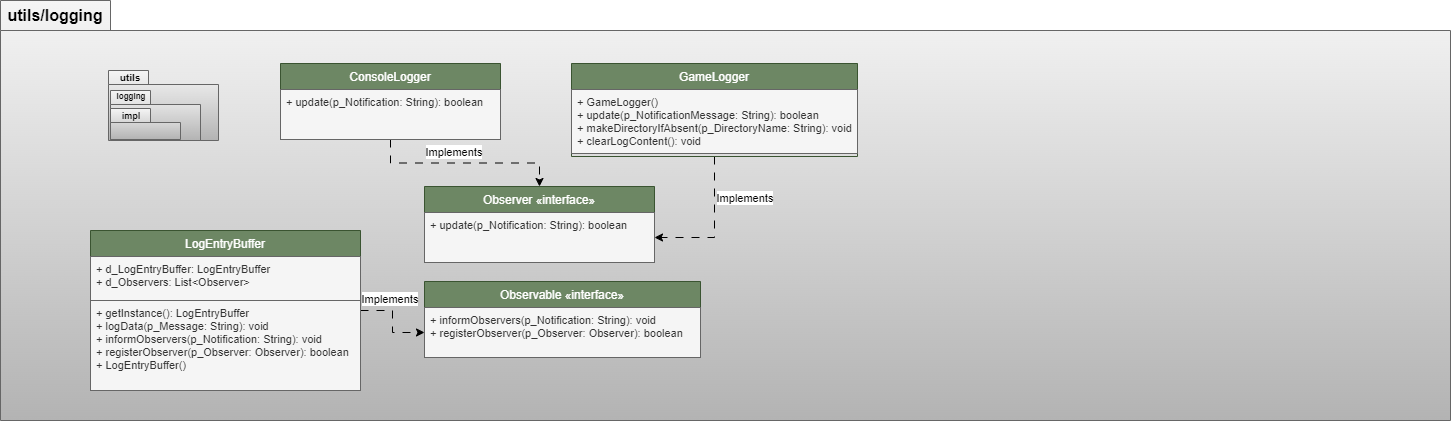 utils/logging
utils
logging
impl
ConsoleLogger
+ update(p_Notification: String): boolean
GameLogger
+ GameLogger()
+ update(p_NotificationMessage: String): boolean
+ makeDirectoryIfAbsent(p_DirectoryName: String): void
+ clearLogContent(): void
Implements
Implements
Observer «interface»
+ update(p_Notification: String): boolean
LogEntryBuffer
+ d_LogEntryBuffer: LogEntryBuffer
+ d_Observers: List<Observer>
+ getInstance(): LogEntryBuffer
+ logData(p_Message: String): void
+ informObservers(p_Notification: String): void
+ registerObserver(p_Observer: Observer): boolean
+ LogEntryBuffer()
Implements
Observable «interface»
+ informObservers(p_Notification: String): void
+ registerObserver(p_Observer: Observer): boolean